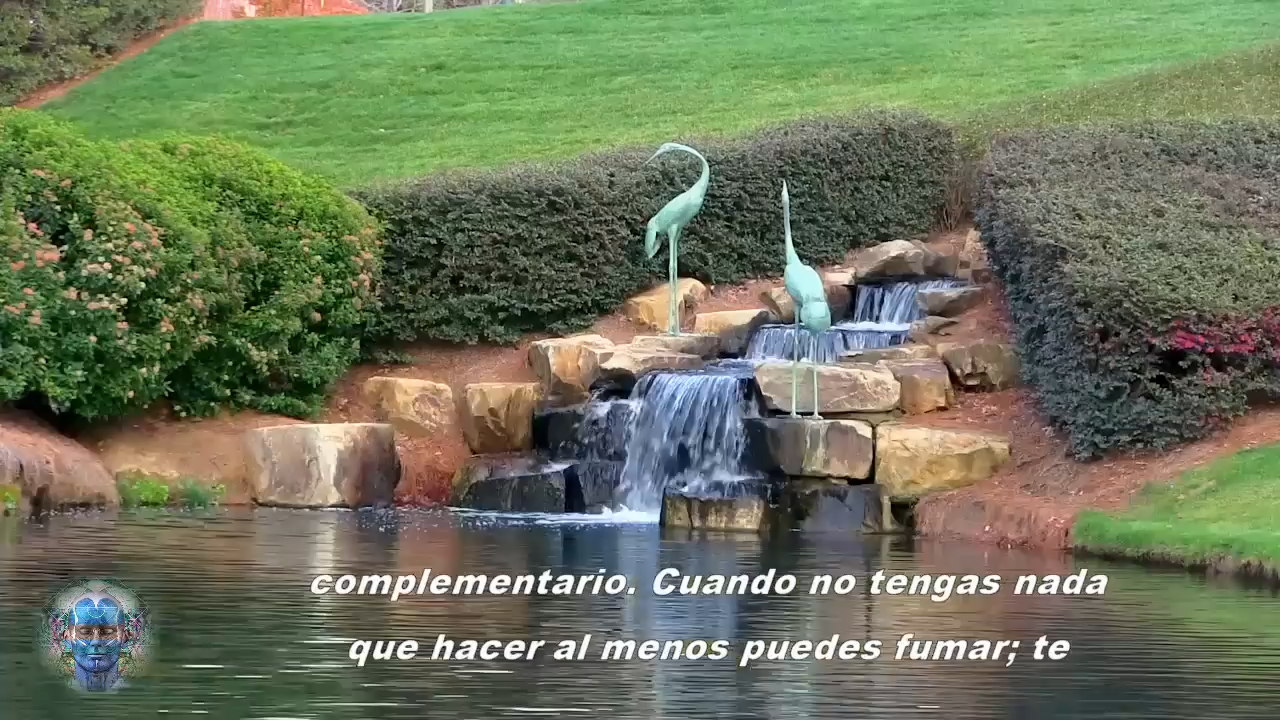 complementario. Cuando no tengas nada
que hacer al menos puedes fumar; te